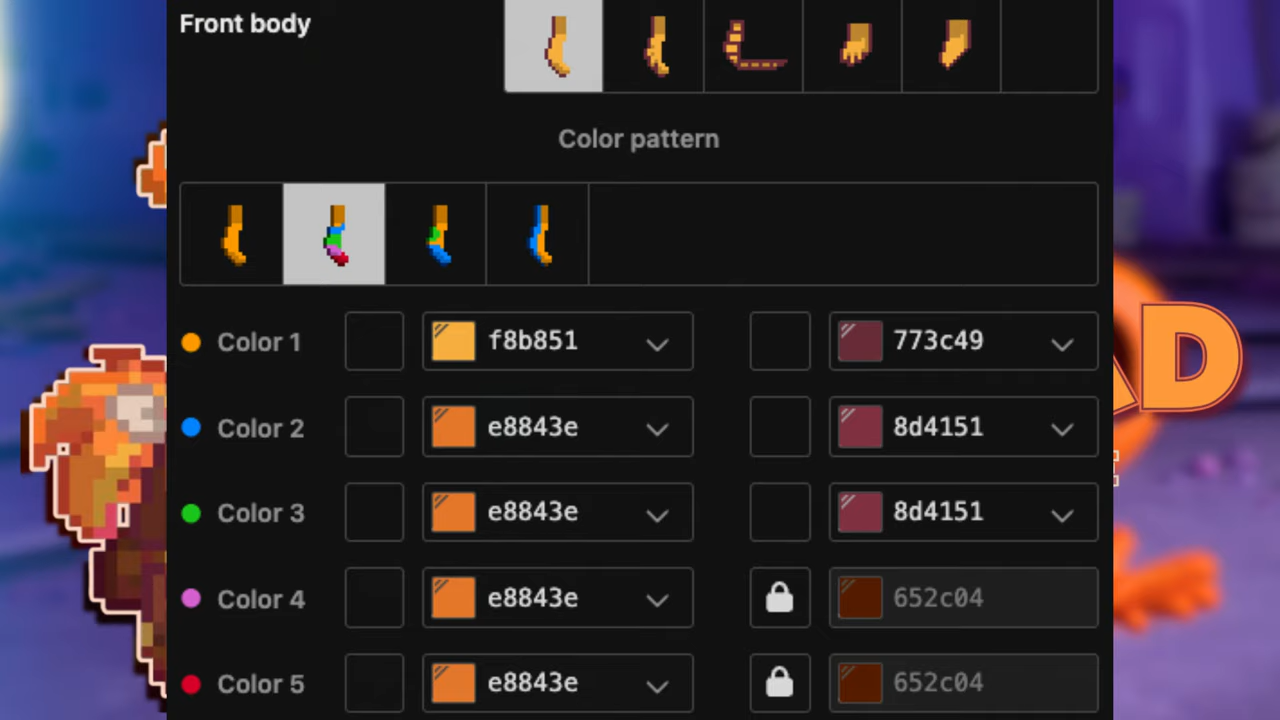 Front body
Color pattern
Color 1 f8b851 773c49
Color 2 e8843e 8d4151
Color 3 e8843e 8d4151
Color 4 e8843e 652c04
Color 5 e8843e 652c04
D